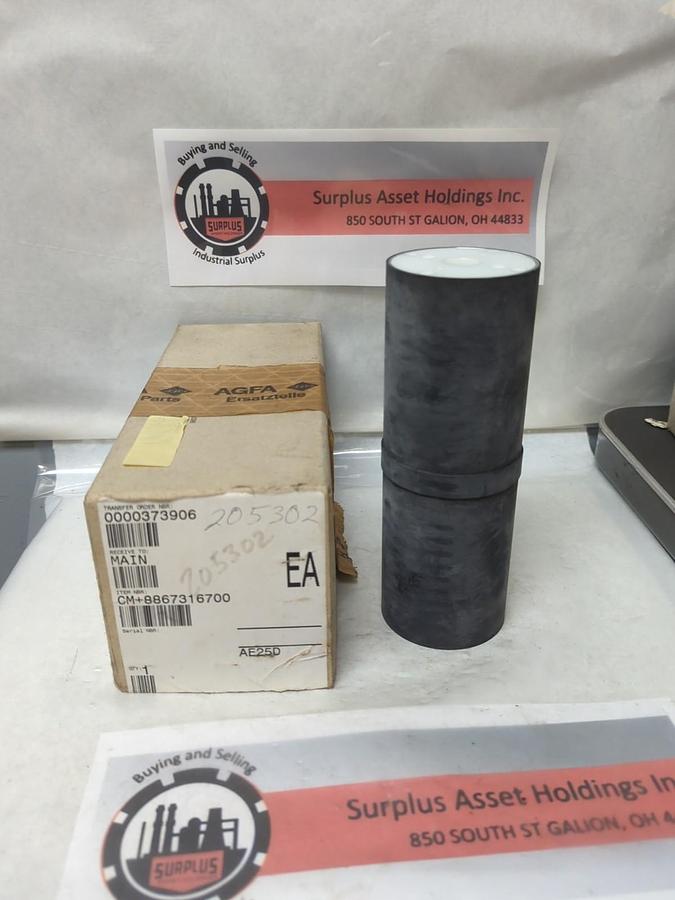 Buying and Selling
SURPLUS
Industrial Surplus
Surplus Asset Holdings Inc.
850 SOUTH ST GALION, OH 44833
AGFA
Parts
Ersatzteile
TRANSFER ORDER NBR:
0000373906
205302
RECEIVE TO:
MAIN
205302
EA
ITEM NBR:
CM+8867316700
Serial NBR:
AE25D
QTY: 1
Buying and Selling
SURPLUS
Surplus Asset Holdings In
850 SOUTH ST GALION, OH 4